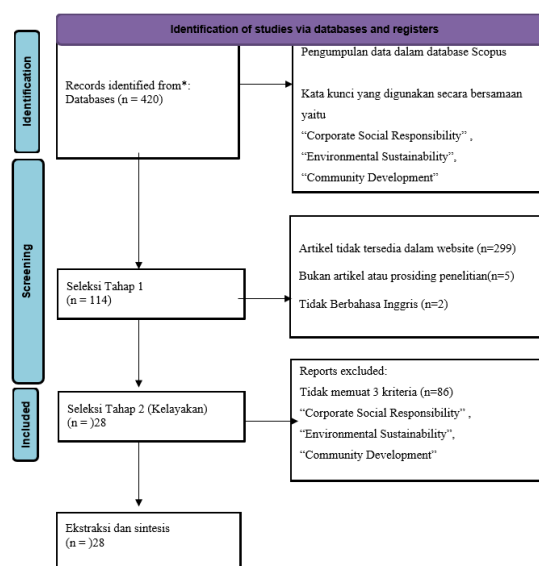 Identification of studies via databases and registers
Identification
Records identified from*:
Databases (n = 420)
Pengumpulan data dalam database Scopus
Kata kunci yang digunakan secara bersamaan
yaitu
“Corporate Social Responsibility” ,
“Environmental Sustainability”,
“Community Development”
Screening
Artikel tidak tersedia dalam website (n=299)
Bukan artikel atau prosiding penelitian(n=5)
Tidak Berbahasa Inggris (n=2)
Seleksi Tahap 1
(n = 114)
Included
Seleksi Tahap 2 (Kelayakan)
(n = )28
Reports excluded:
Tidak memuat 3 kriteria (n=86)
“Corporate Social Responsibility” ,
“Environmental Sustainability”,
“Community Development”
Ekstraksi dan sintesis
(n = )28